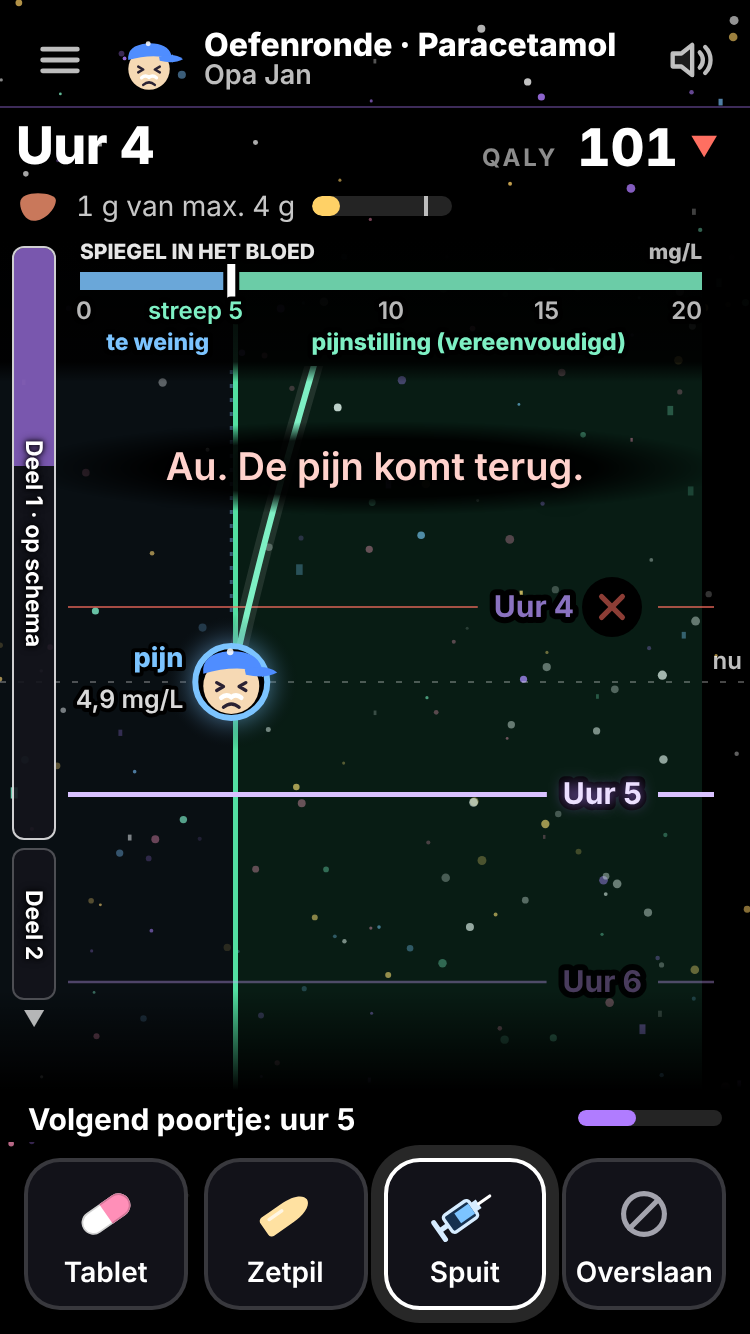 Oefenronde · Paracetamol
Opa Jan
Uur 4
QALY 101
1 g van max. 4 g
SPIEGEL IN HET BLOED mg/L
0 streep 5 10 15 20
te weinig pijnstilling (vereenvoudigd)
Au. De pijn komt terug.
Deel 1 · op schema
Uur 4
pijn
nu
4,9 mg/L
Uur 5
Deel 2
Uur 6
Volgend poortje: uur 5
Tablet Zetpil Spuit Overslaan